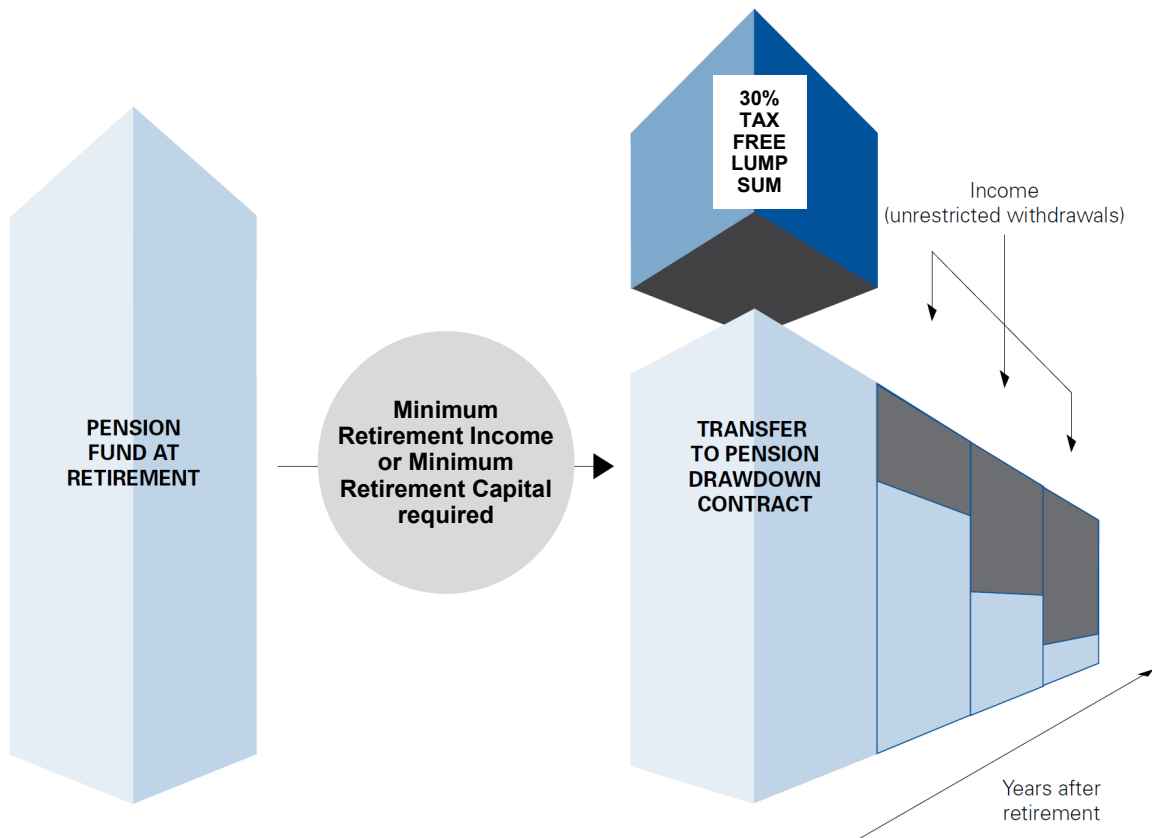 30%
TAX
FREE
LUMP
SUM
Income
(unrestricted withdrawals)
PENSION
FUND AT
RETIREMENT
Minimum
Retirement Income
or Minimum
Retirement Capital
required
TRANSFER
TO PENSION
DRAWDOWN
CONTRACT
Years after
retirement